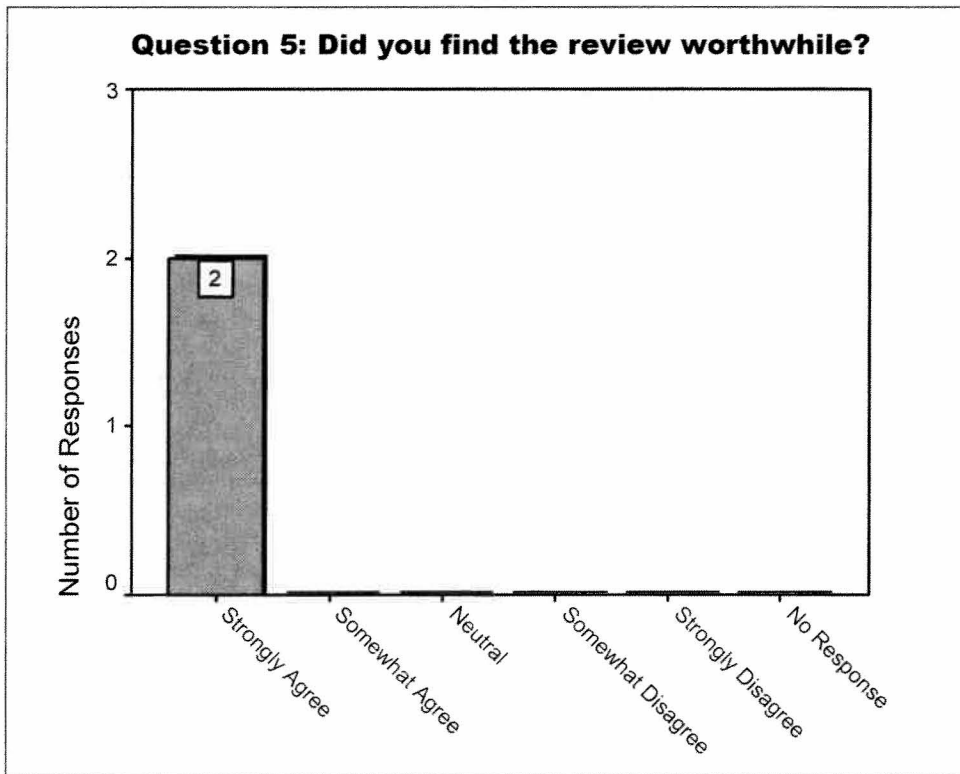 Question 5: Did you find the review worthwhile?
3
2
2
1
0
Number of Responses
Strongly Agree
Somewhat Agree
Neutral
Somewhat Disagree
Strongly Disagree
No Response